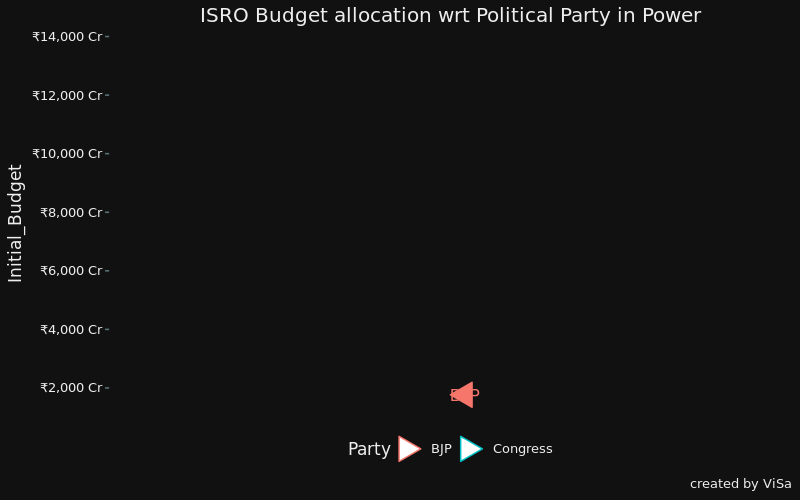 ISRO Budget allocation wrt Political Party in Power
₹14,000 Cr
₹12,000 Cr
₹10,000 Cr
₹8,000 Cr
₹6,000 Cr
₹4,000 Cr
₹2,000 Cr
Initial_Budget
BJP
Party
BJP
Congress
created by ViSa